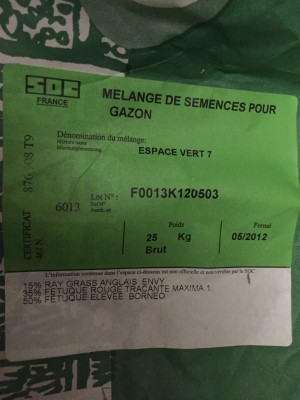 SOC
FRANCE
MELANGE DE SEMENCES POUR
GAZON
Dénomination du mélange:
ESPACE VERT 7
Lot N° :
F0013K120503
6013
CERTIFICAT
Poids
Fermé
25 Kg
05/2012
Brut
L'information contenue dans l'espace ci-dessous est non officielle et non vérifiée par le SOC
15% RAY GRASS ANGLAIS ENVY
35% FETUQUE ROUGE TRACANTE MAXIMA 1
50% FETUQUE ELEVEE BORNEO